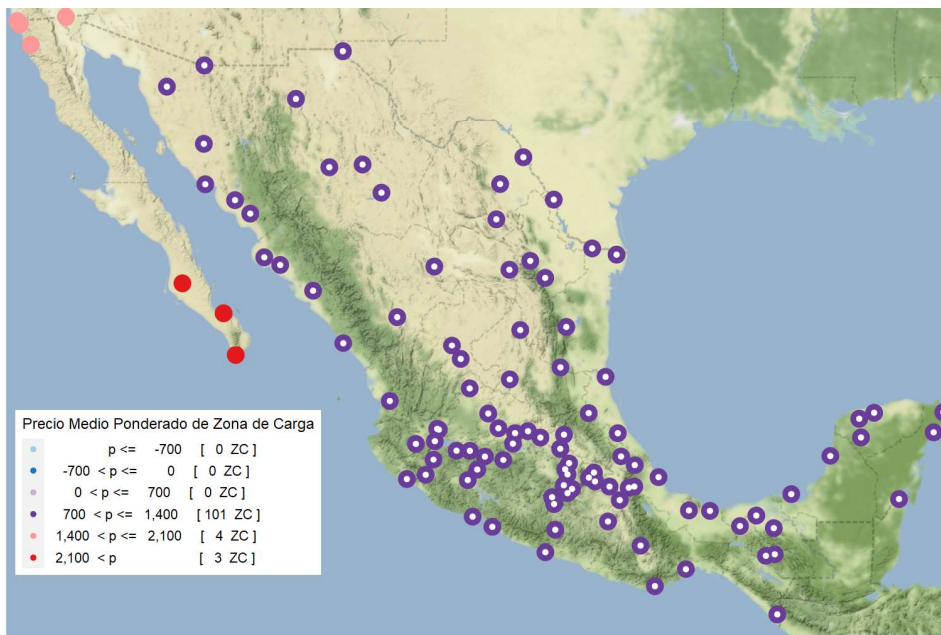 Precio Medio Ponderado de Zona de Carga
p <= -700 [ 0 ZC ]
-700 < p <= 0 [ 0 ZC ]
0 < p <= 700 [ 0 ZC ]
700 < p <= 1,400 [ 101 ZC ]
1,400 < p <= 2,100 [ 4 ZC ]
2,100 < p [ 3 ZC ]